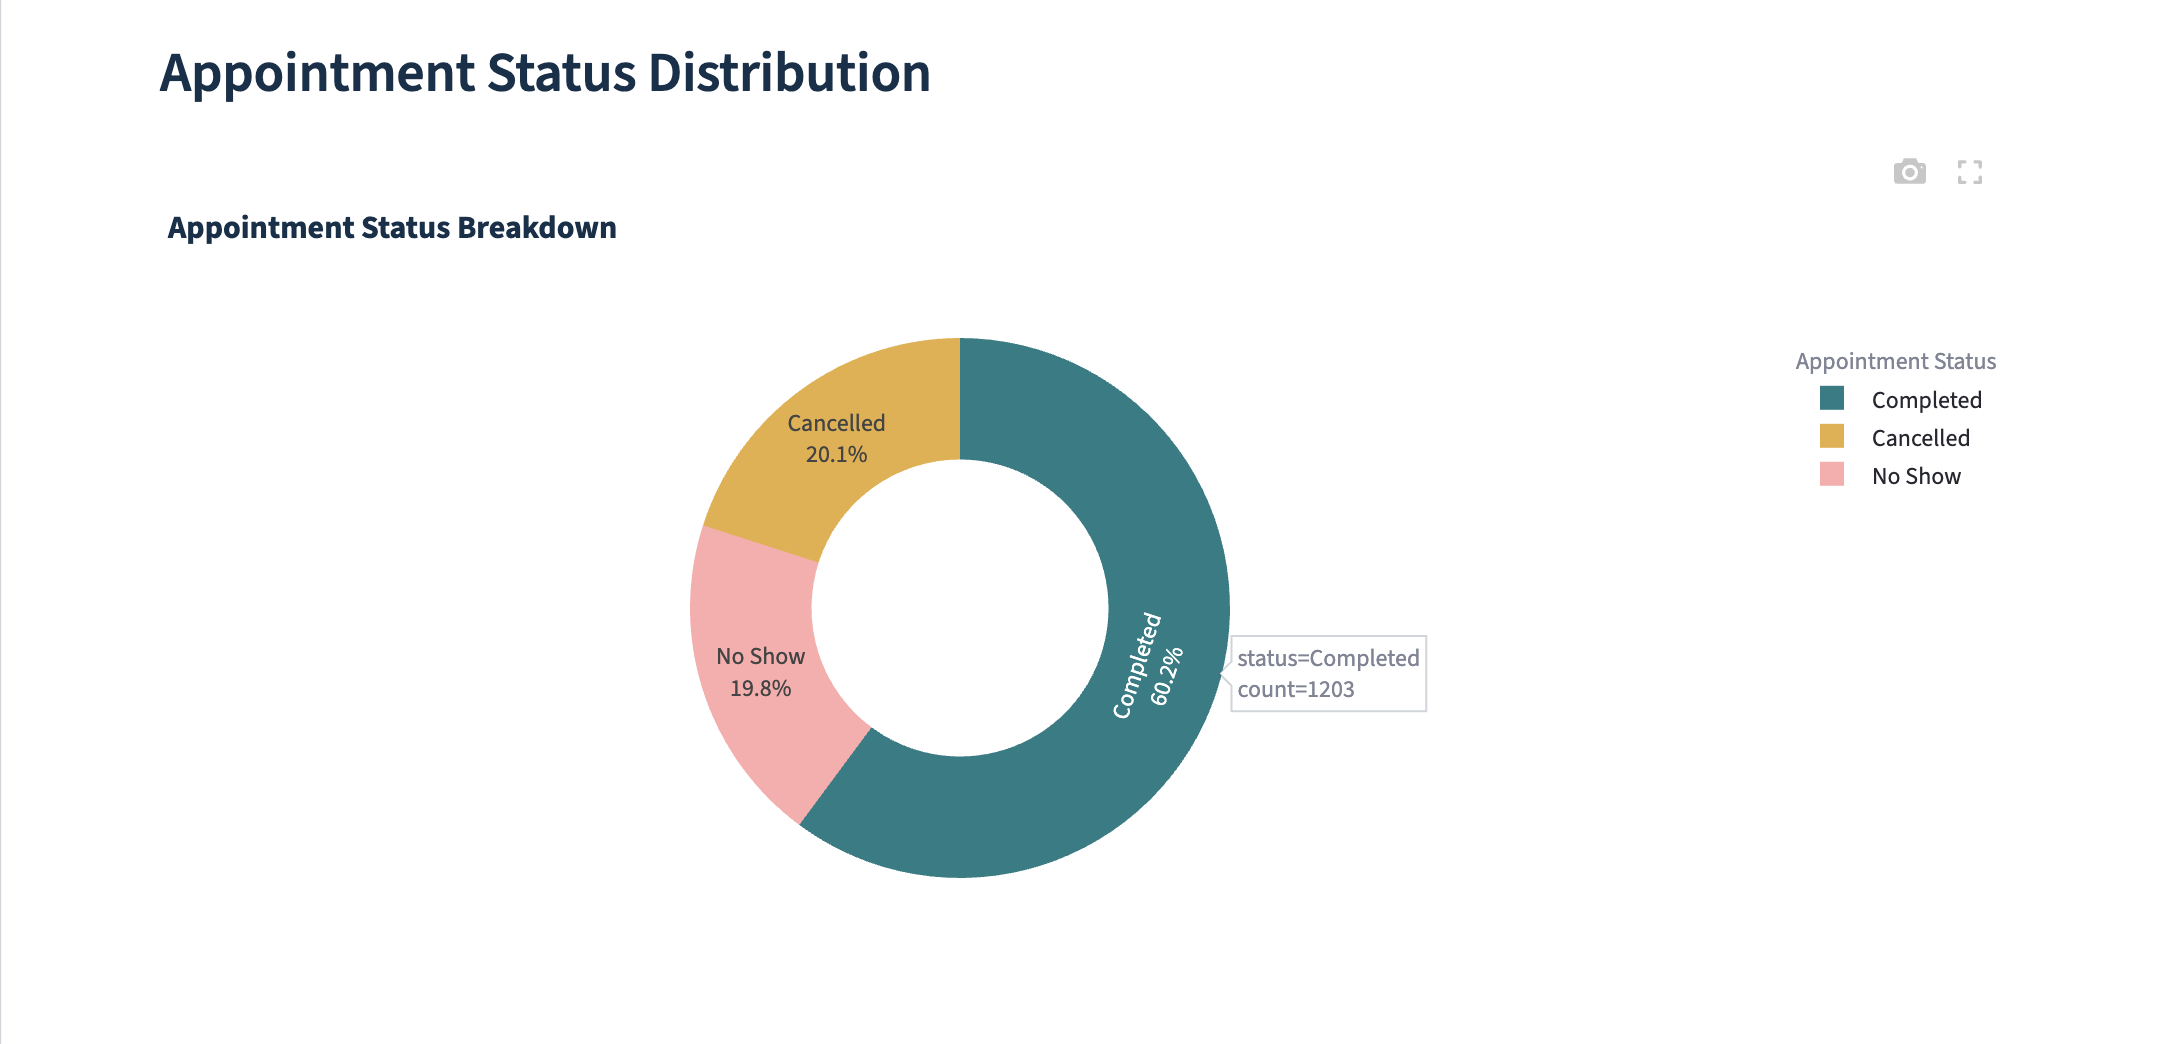 Appointment Status Distribution
Appointment Status Breakdown
Appointment Status
Completed
Cancelled
No Show
Cancelled
20.1%
No Show
19.8%
Completed
60.2%
status=Completed
count=1203